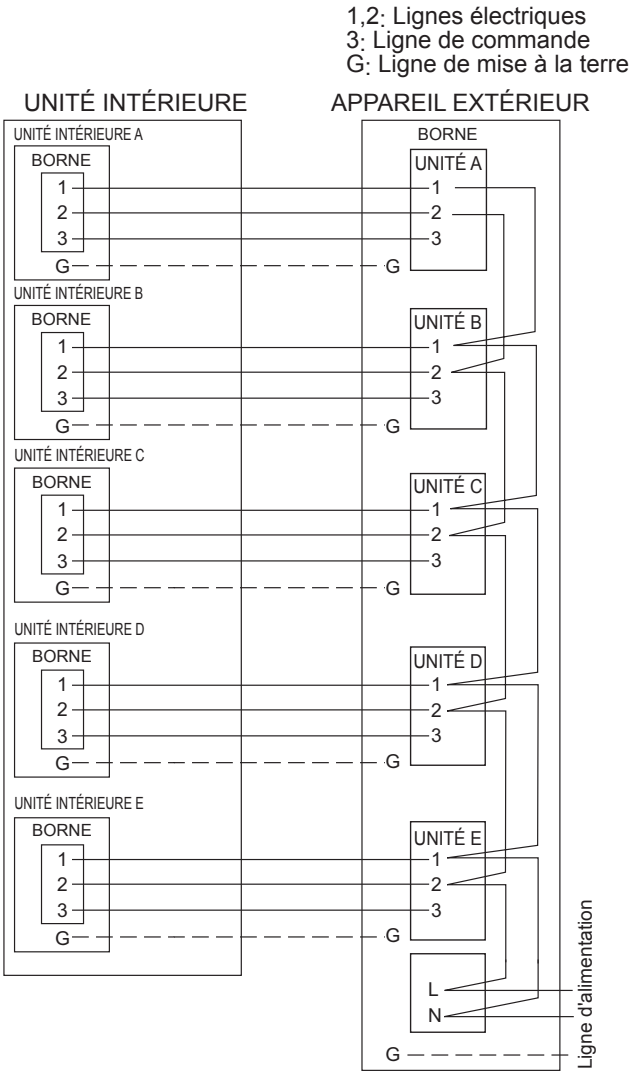 1,2: Lignes électriques
3: Ligne de commande
G: Ligne de mise à la terre
UNITÉ INTÉRIEURE APPAREIL EXTÉRIEUR
UNITÉ INTÉRIEURE A BORNE
BORNE UNITÉ A
1 1
2 2
3 3
G G
UNITÉ INTÉRIEURE B
BORNE UNITÉ B
1 1
2 2
3 3
G G
UNITÉ INTÉRIEURE C
BORNE UNITÉ C
1 1
2 2
3 3
G G
UNITÉ INTÉRIEURE D
BORNE UNITÉ D
1 1
2 2
3 3
G G
UNITÉ INTÉRIEURE E
BORNE UNITÉ E
1 1
2 2
3 3
G G
L
N
G
Ligne d'alimentation